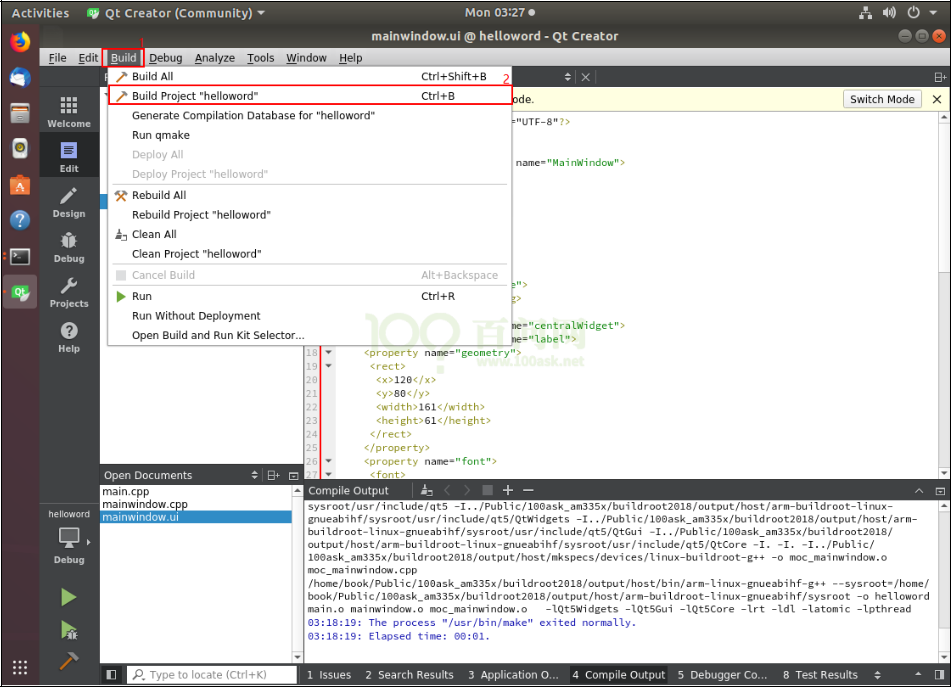 Activities
Qt Creator (Community)
Mon 03:27
mainwindow.ui @ helloword - Qt Creator
File Edit Build Debug Analyze Tools Window Help
1
Build All Ctrl+Shift+B
2
Build Project "helloword" Ctrl+B
Generate Compilation Database for "helloword"
Run qmake
Deploy All
Deploy Project "helloword"
Rebuild All
Rebuild Project "helloword"
Clean All
Clean Project "helloword"
Cancel Build Alt+Backspace
Run Ctrl+R
Run Without Deployment
Open Build and Run Kit Selector...
Welcome
Edit
Design
Debug
Projects
Help
ode.
Switch Mode
="UTF-8"?>
name="MainWindow">
e">
g>
me="centralWidget">
me="label">
100 百问网
www.100ask.net
18 <property name="geometry">
19 <rect>
20 <x>120</x>
21 <y>80</y>
22 <width>161</width>
23 <height>61</height>
24 </rect>
25 </property>
26 <property name="font">
27 <font>
Open Documents
main.cpp
mainwindow.cpp
mainwindow.ui
helloword
Debug
Compile Output
sysroot/usr/include/qt5 -I../Public/100ask_am335x/buildroot2018/output/host/arm-buildroot-linux-
gnueabihf/sysroot/usr/include/qt5/QtWidgets -I../Public/100ask_am335x/buildroot2018/output/host/arm-
buildroot-linux-gnueabihf/sysroot/usr/include/qt5/QtGui -I../Public/100ask_am335x/buildroot2018/
output/host/arm-buildroot-linux-gnueabihf/sysroot/usr/include/qt5/QtCore -I. -I. -I../Public/
100ask_am335x/buildroot2018/output/host/mkspecs/devices/linux-buildroot-g++ -o moc_mainwindow.o
moc_mainwindow.cpp
/home/book/Public/100ask_am335x/buildroot2018/output/host/bin/arm-linux-gnueabihf-g++ --sysroot=/home/
book/Public/100ask_am335x/buildroot2018/output/host/arm-buildroot-linux-gnueabihf/sysroot -o helloword
main.o mainwindow.o moc_mainwindow.o -lQt5Widgets -lQt5Gui -lQt5Core -lrt -ldl -latomic -lpthread
03:18:19: The process "/usr/bin/make" exited normally.
03:18:19: Elapsed time: 00:01.
Type to locate (Ctrl+K)
1 Issues 2 Search Results 3 Application O... 4 Compile Output 5 Debugger Co... 8 Test Results